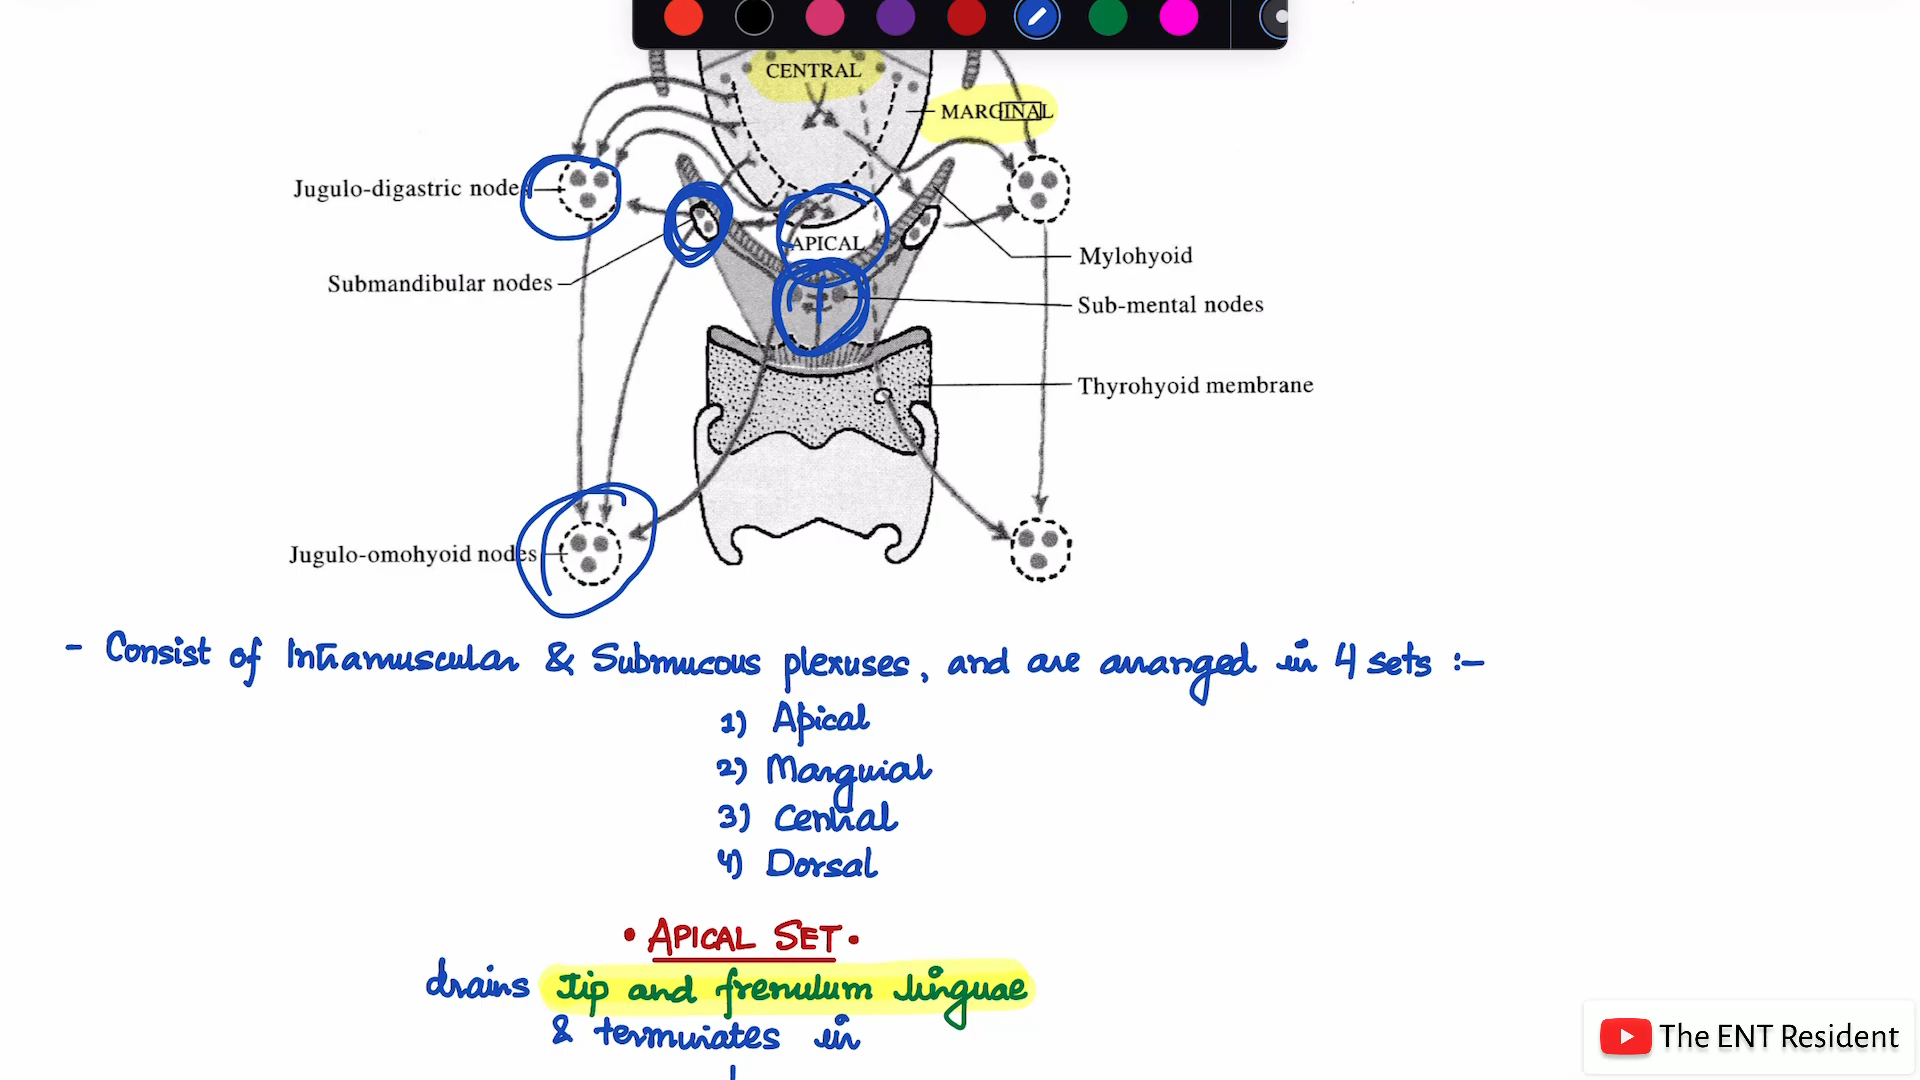 CENTRAL
MARGINAL
Jugulo-digastric nodes
APICAL
Mylohyoid
Submandibular nodes
Sub-mental nodes
Thyrohyoid membrane
Jugulo-omohyoid nodes
- Consist of Intramuscular & Submucous plexuses, and are arranged in 4 sets :-
1) Apical
2) Marginal
3) Central
4) Dorsal
• APICAL SET •
drains Tip and frenulum linguae
& terminates in
The ENT Resident